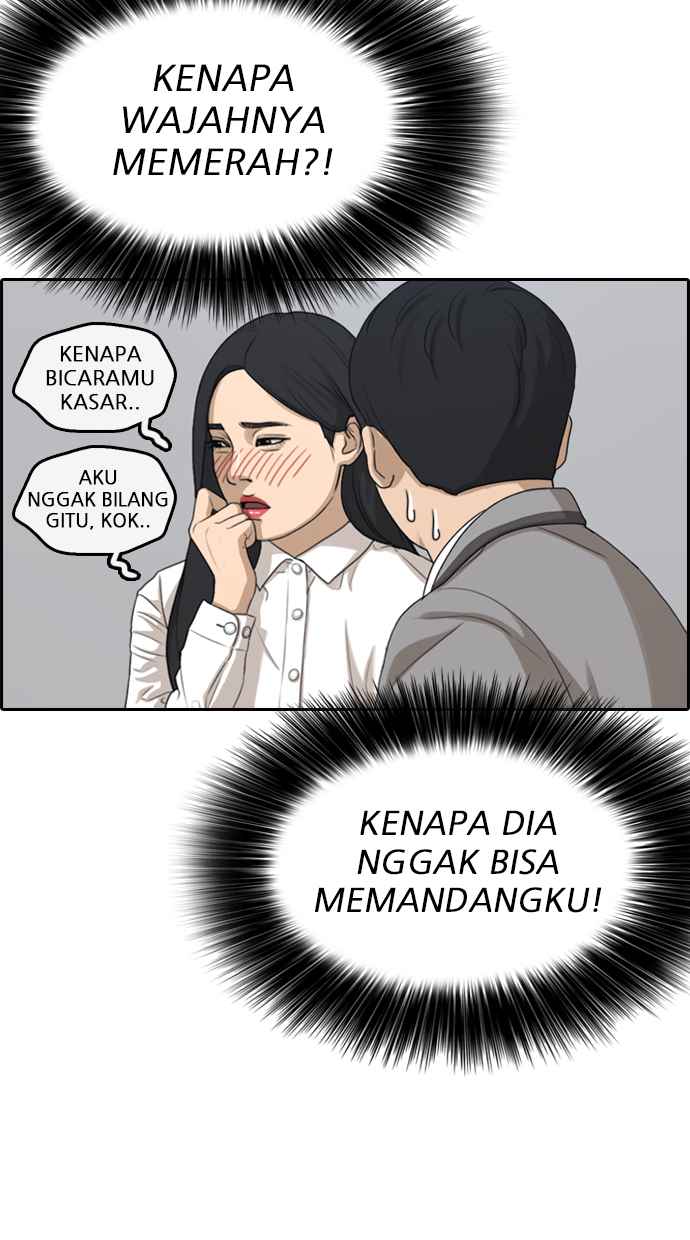 KENAPA
WAJAHNYA
MEMERAH?!
KENAPA
BICARAMU
KASAR..
AKU
NGGAK BILANG
GITU, KOK..
KENAPA DIA
NGGAK BISA
MEMANDANGKU!